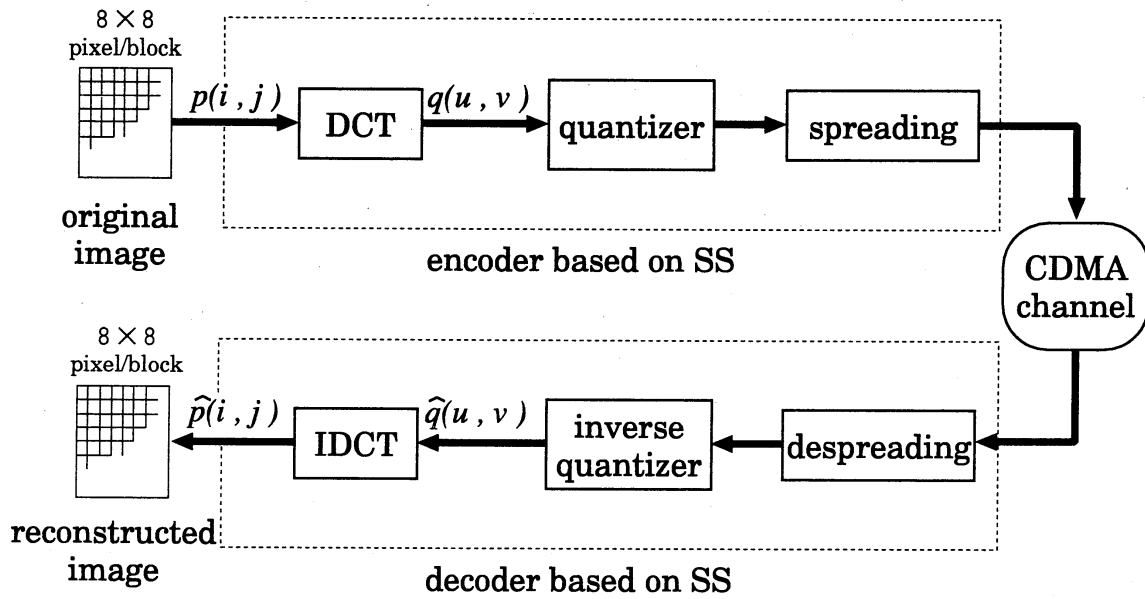 8 × 8
pixel/block
p(i , j)
DCT
q(u , v)
quantizer
spreading
original
image
encoder based on SS
CDMA
channel
8 × 8
pixel/block
p̂(i , j)
IDCT
q̂(u , v)
inverse
quantizer
despreading
reconstructed
image
decoder based on SS